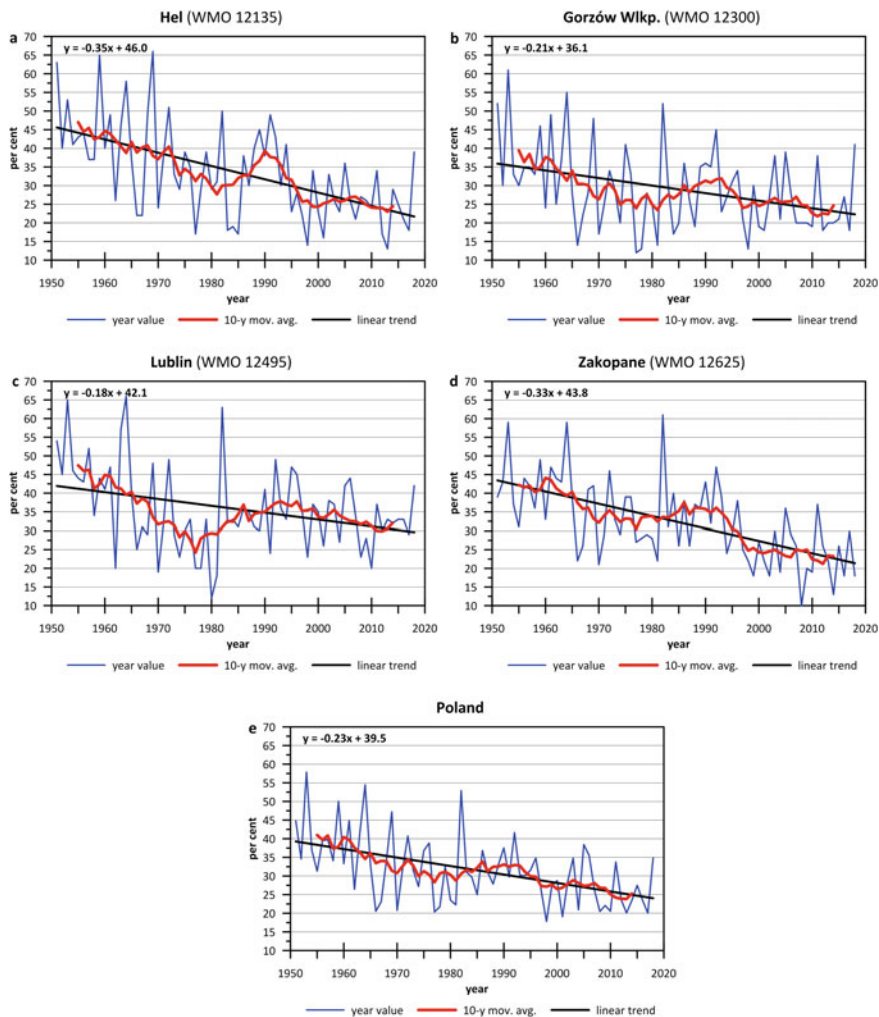 Hel (WMO 12135)
a
y = -0.35x + 46.0
70
65
60
55
50
45
40
35
30
25
20
15
10
per cent
1950 1960 1970 1980 1990 2000 2010 2020
year
year value 10-y mov. avg. linear trend
Gorzów Wlkp. (WMO 12300)
b
y = -0.21x + 36.1
70
65
60
55
50
45
40
35
30
25
20
15
10
per cent
1950 1960 1970 1980 1990 2000 2010 2020
year
year value 10-y mov. avg. linear trend
Lublin (WMO 12495)
c
y = -0.18x + 42.1
70
65
60
55
50
45
40
35
30
25
20
15
10
per cent
1950 1960 1970 1980 1990 2000 2010 2020
year
year value 10-y mov. avg. linear trend
Zakopane (WMO 12625)
d
y = -0.33x + 43.8
70
65
60
55
50
45
40
35
30
25
20
15
10
per cent
1950 1960 1970 1980 1990 2000 2010 2020
year
year value 10-y mov. avg. linear trend
Poland
e
y = -0.23x + 39.5
70
65
60
55
50
45
40
35
30
25
20
15
10
per cent
1950 1960 1970 1980 1990 2000 2010 2020
year
year value 10-y mov. avg. linear trend